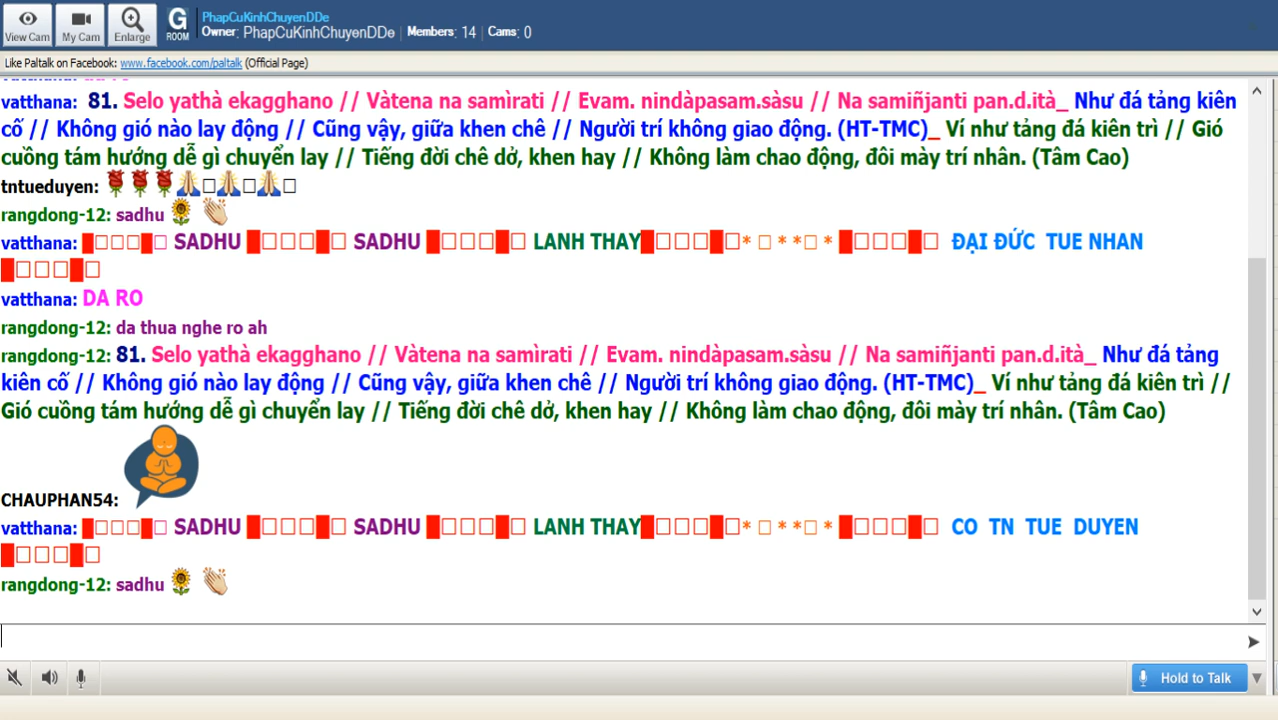 View Cam
My Cam
Enlarge
G
ROOM
PhapCuKinhChuyenDDe
Owner: PhapCuKinhChuyenDDe | Members: 14 | Cams: 0
Like Paltalk on Facebook: www.facebook.com/paltalk (Official Page)
vatthana: 81. Selo yathà ekagghano // Vàtena na samìrati // Evam. nindàpasam.sàsu // Na samiñjanti pan.d.ità_ Như đá tảng kiên
cố // Không gió nào lay động // Cũng vậy, giữa khen chê // Người trí không giao động. (HT-TMC)_ Ví như tảng đá kiên trì // Gió
cuồng tám hướng dễ gì chuyển lay // Tiếng đời chê dở, khen hay // Không làm chao động, đôi mày trí nhân. (Tâm Cao)
tntueduyen:
rangdong-12: sadhu
vatthana: SADHU SADHU LANH THAY * * * * ĐẠI ĐỨC TUE NHAN
vatthana: DA RO
rangdong-12: da thua nghe ro ah
rangdong-12: 81. Selo yathà ekagghano // Vàtena na samìrati // Evam. nindàpasam.sàsu // Na samiñjanti pan.d.ità_ Như đá tảng
kiên cố // Không gió nào lay động // Cũng vậy, giữa khen chê // Người trí không giao động. (HT-TMC)_ Ví như tảng đá kiên trì //
Gió cuồng tám hướng dễ gì chuyển lay // Tiếng đời chê dở, khen hay // Không làm chao động, đôi mày trí nhân. (Tâm Cao)
CHAUPHAN54:
vatthana: SADHU SADHU LANH THAY * * * * CO TN TUE DUYEN
rangdong-12: sadhu
Hold to Talk